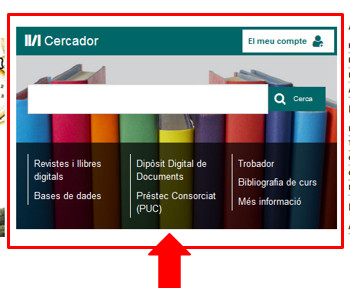 Cercador
El meu compte
Cerca
Revistes i llibres
digitals
Bases de dades
Dipòsit Digital de
Documents
Préstec Consorciat
(PUC)
Trobador
Bibliografia de curs
Més informació